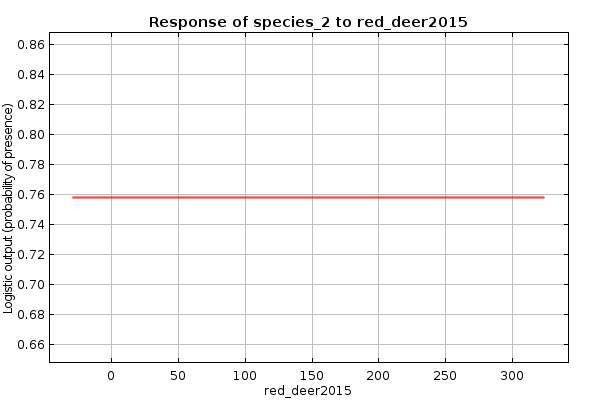 Response of species_2 to red_deer2015
Logistic output (probability of presence)
0.86
0.84
0.82
0.80
0.78
0.76
0.74
0.72
0.70
0.68
0.66
0 50 100 150 200 250 300
red_deer2015